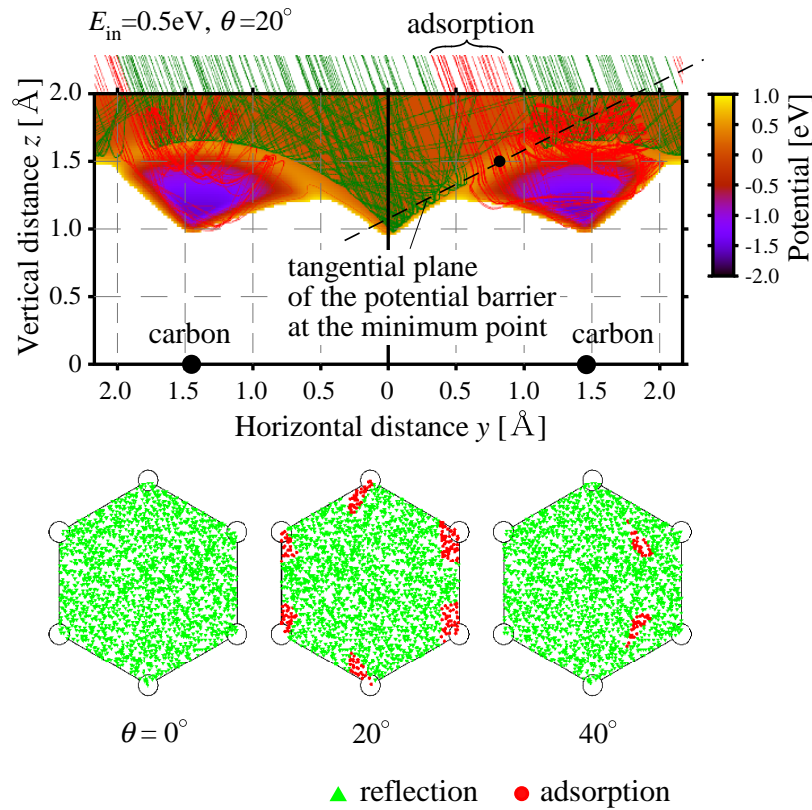 E_in=0.5eV, θ=20°
adsorption
2.0
1.5
1.0
0.5
0
Vertical distance z [Å]
tangential plane
of the potential barrier
at the minimum point
carbon
carbon
2.0 1.5 1.0 0.5 0 0.5 1.0 1.5 2.0
Horizontal distance y [Å]
1.0
0.5
0
-0.5
-1.0
-1.5
-2.0
Potential [eV]
θ = 0°
20°
40°
reflection
adsorption